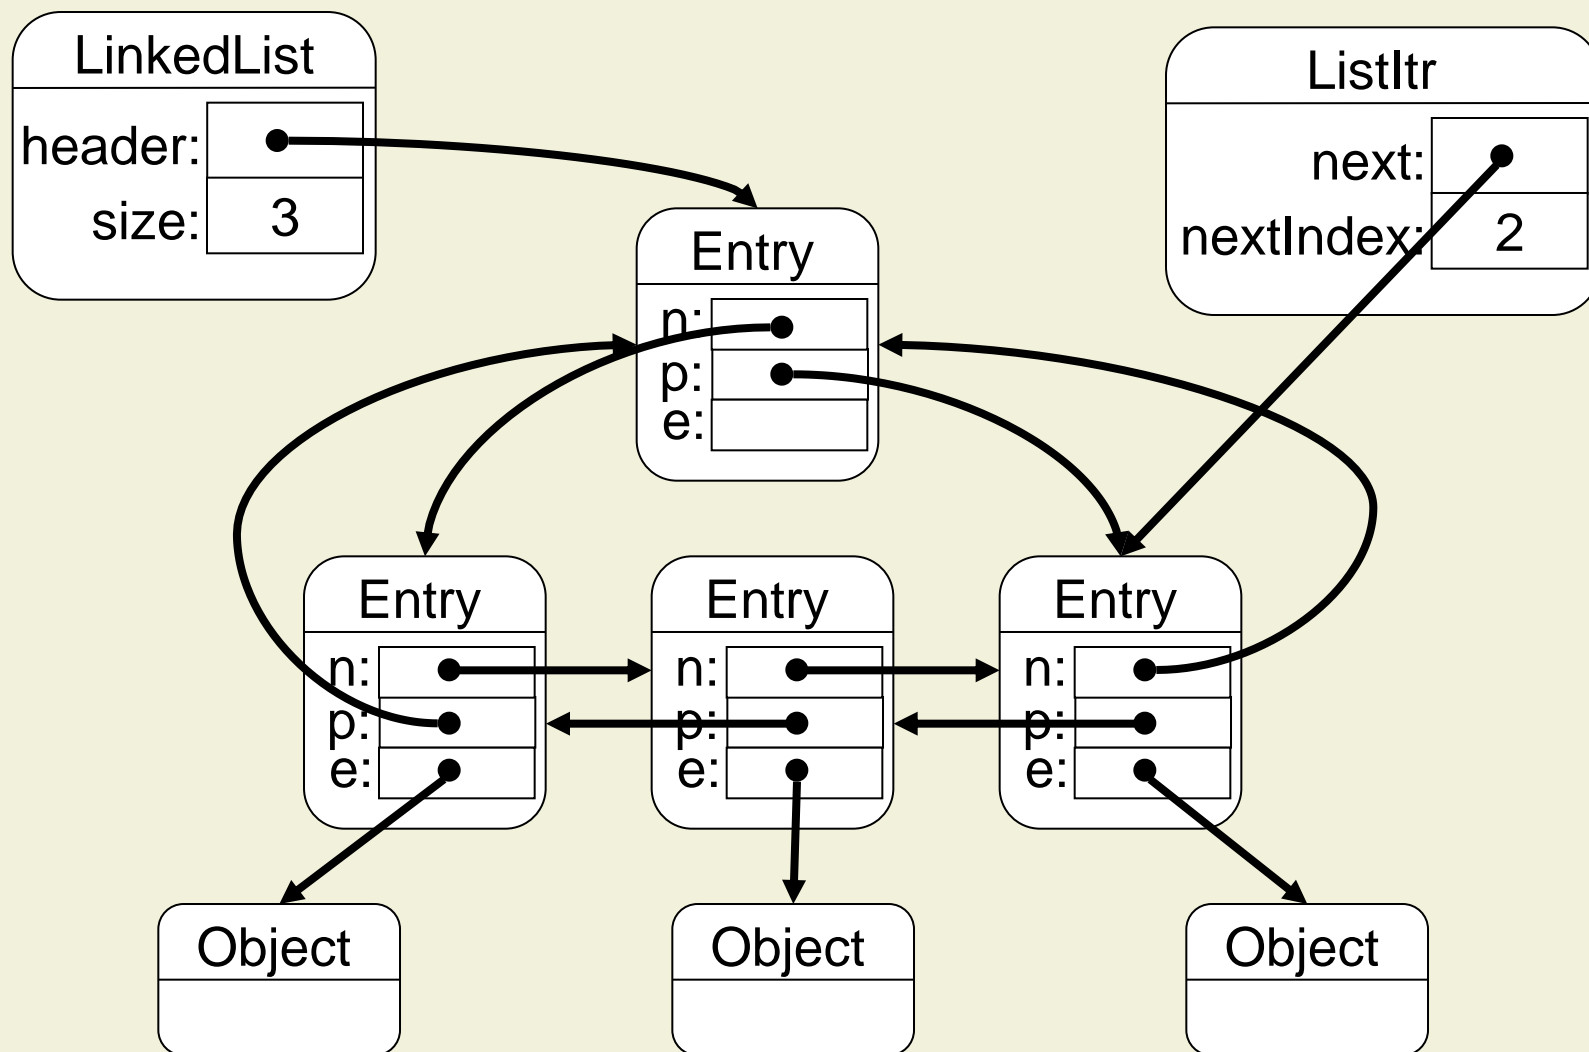 LinkedList
header:
size: 3
ListItr
next:
nextIndex: 2
Entry
n:
p:
e:
Entry
n:
p:
e:
Entry
n:
p:
e:
Entry
n:
p:
e:
Object
Object
Object